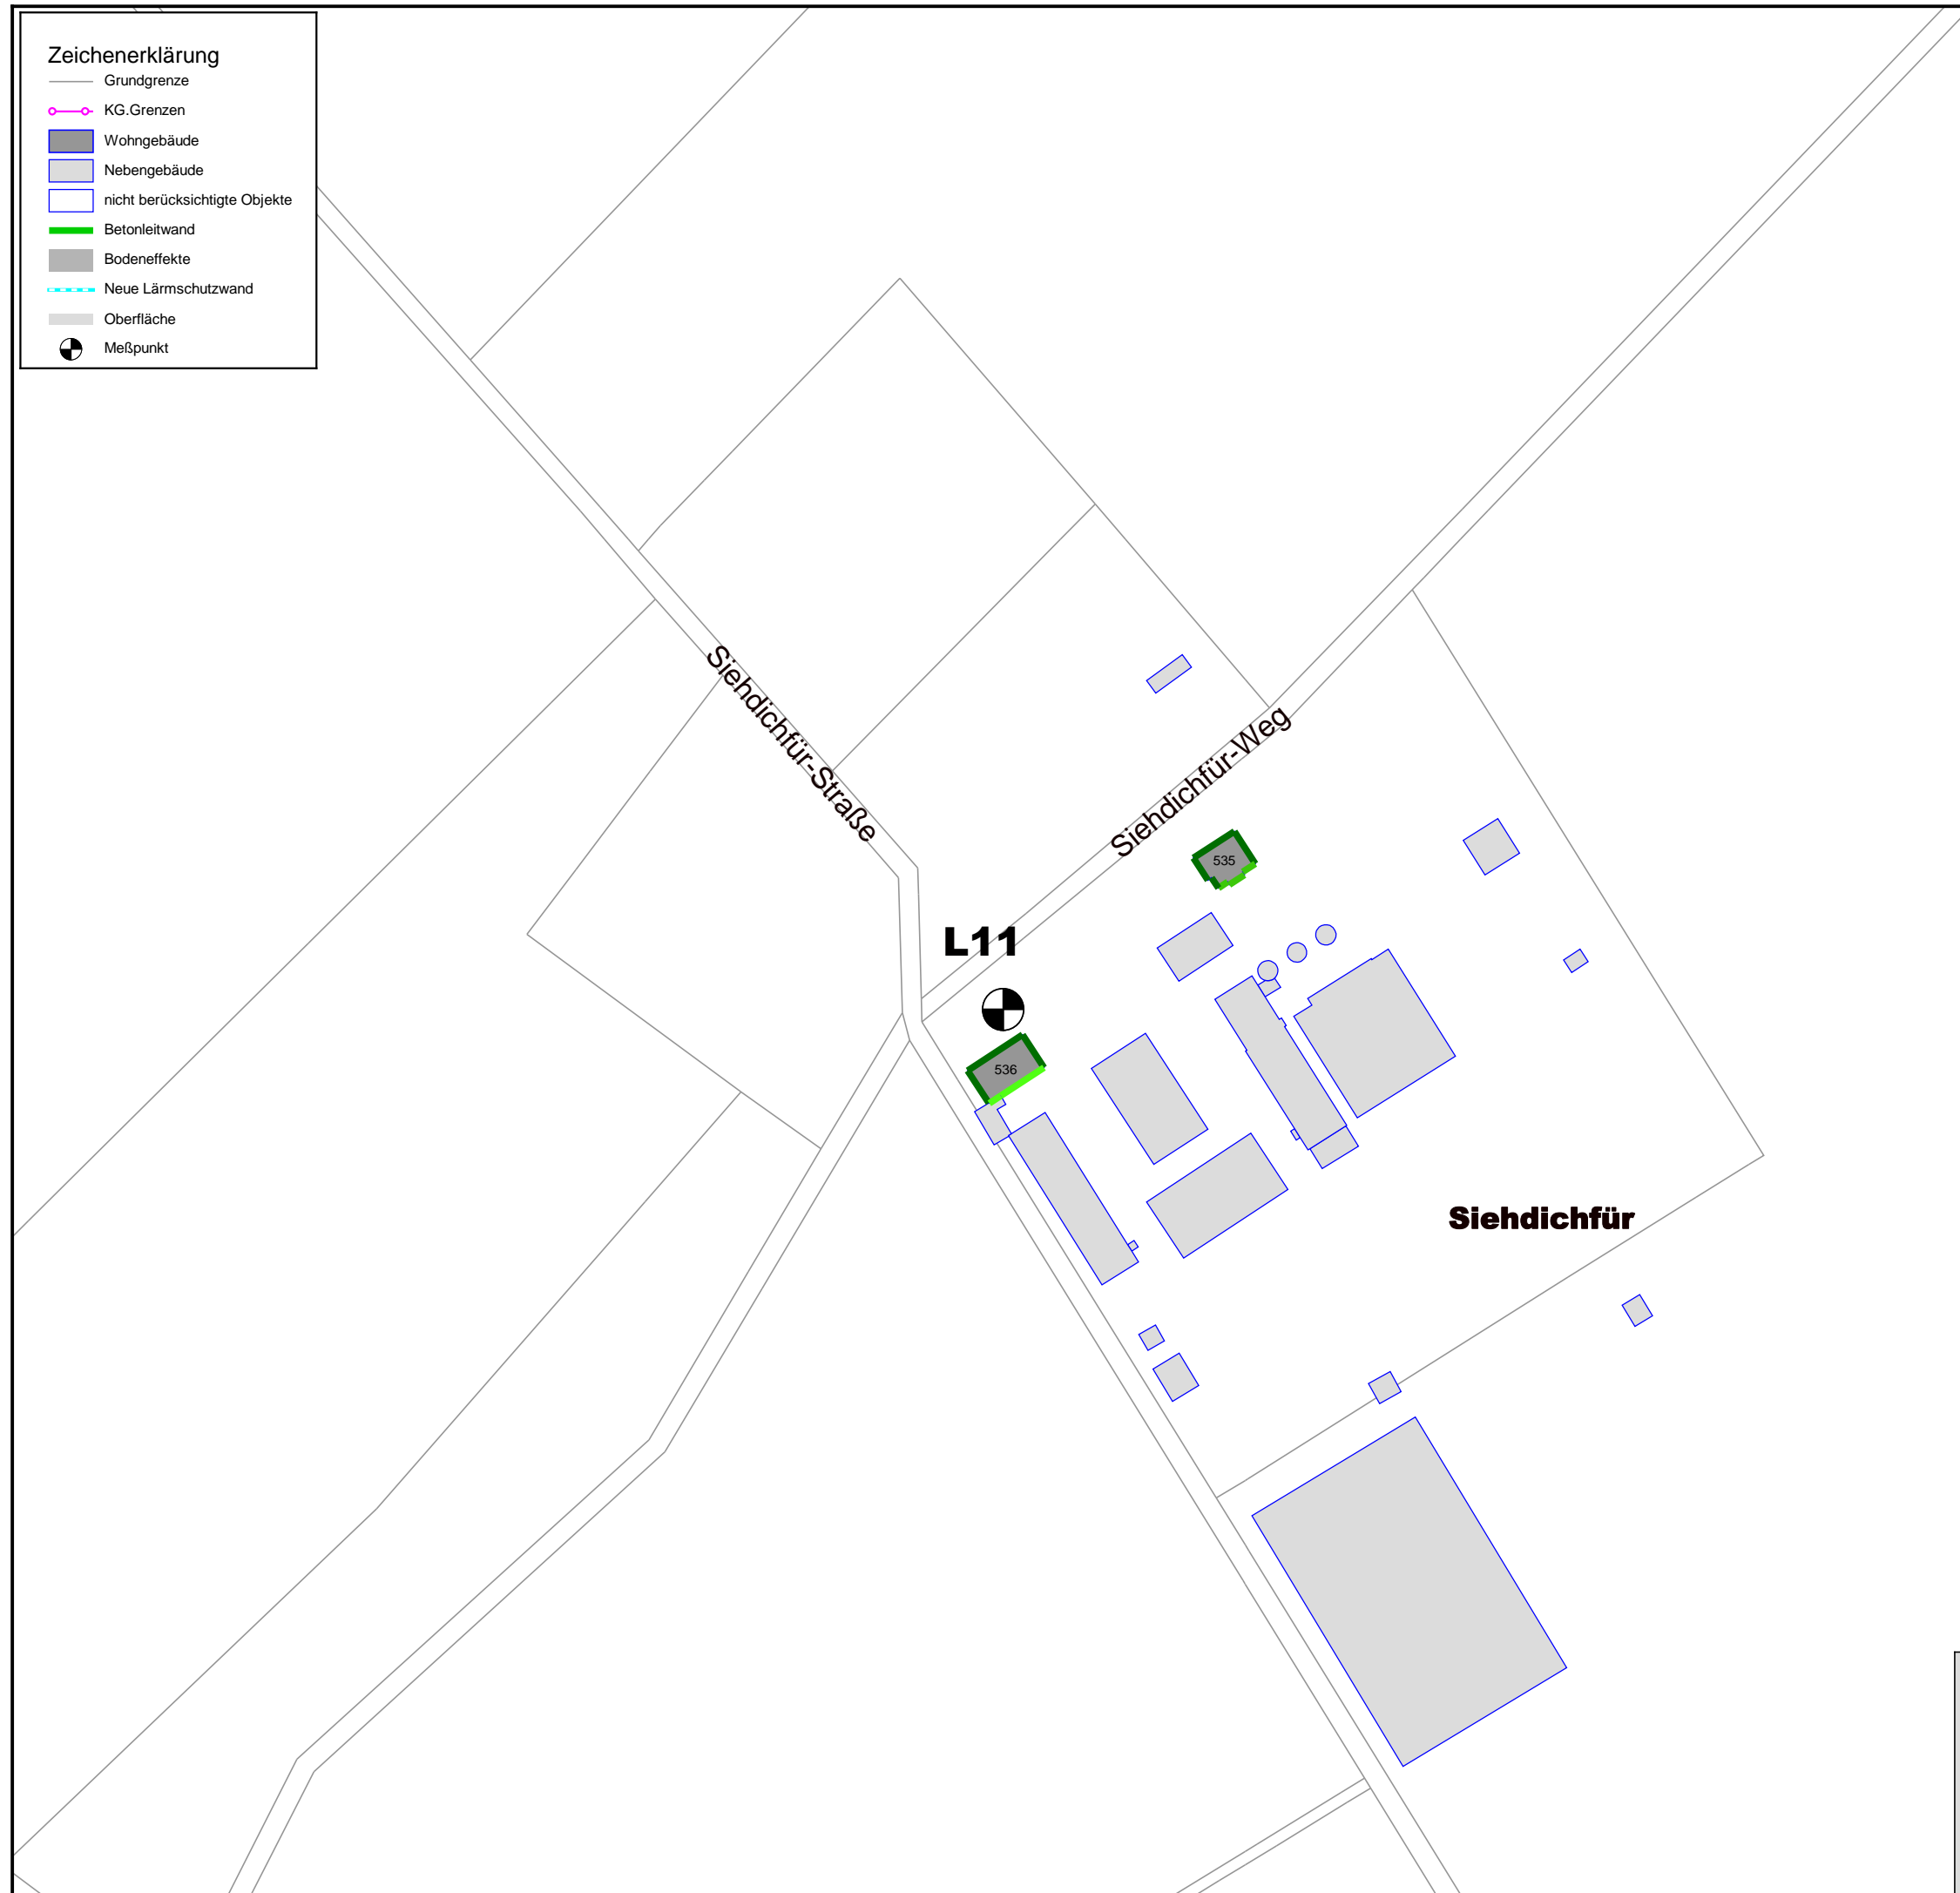 Zeichenerklärung
Grundgrenze
KG.Grenzen
Wohngebäude
Nebengebäude
nicht berücksichtigte Objekte
Betonleitwand
Bodeneffekte
Neue Lärmschutzwand
Oberfläche
Meßpunkt
Siehdichfür-Straße
Siehdichfür-Weg
535
L11
536
Siehdichfür